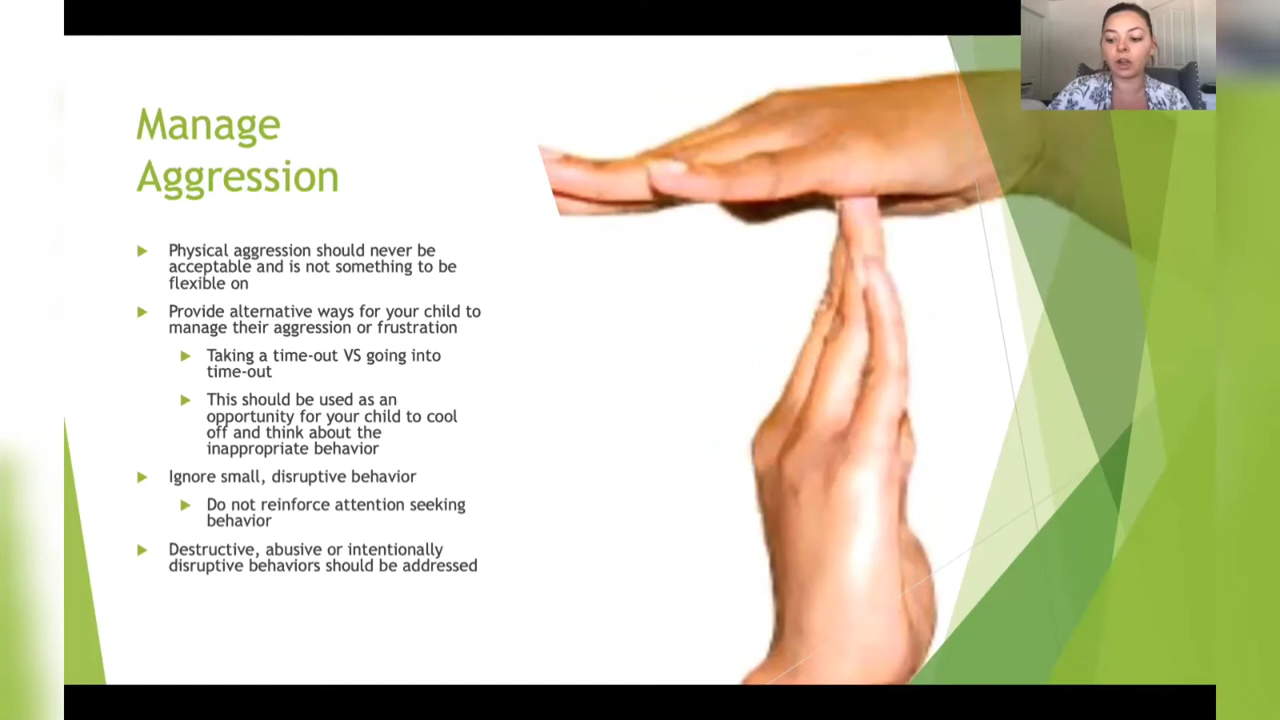 Manage
Aggression
Physical aggression should never be
acceptable and is not something to be
flexible on
Provide alternative ways for your child to
manage their aggression or frustration
Taking a time-out VS going into
time-out
This should be used as an
opportunity for your child to cool
off and think about the
inappropriate behavior
Ignore small, disruptive behavior
Do not reinforce attention seeking
behavior
Destructive, abusive or intentionally
disruptive behaviors should be addressed